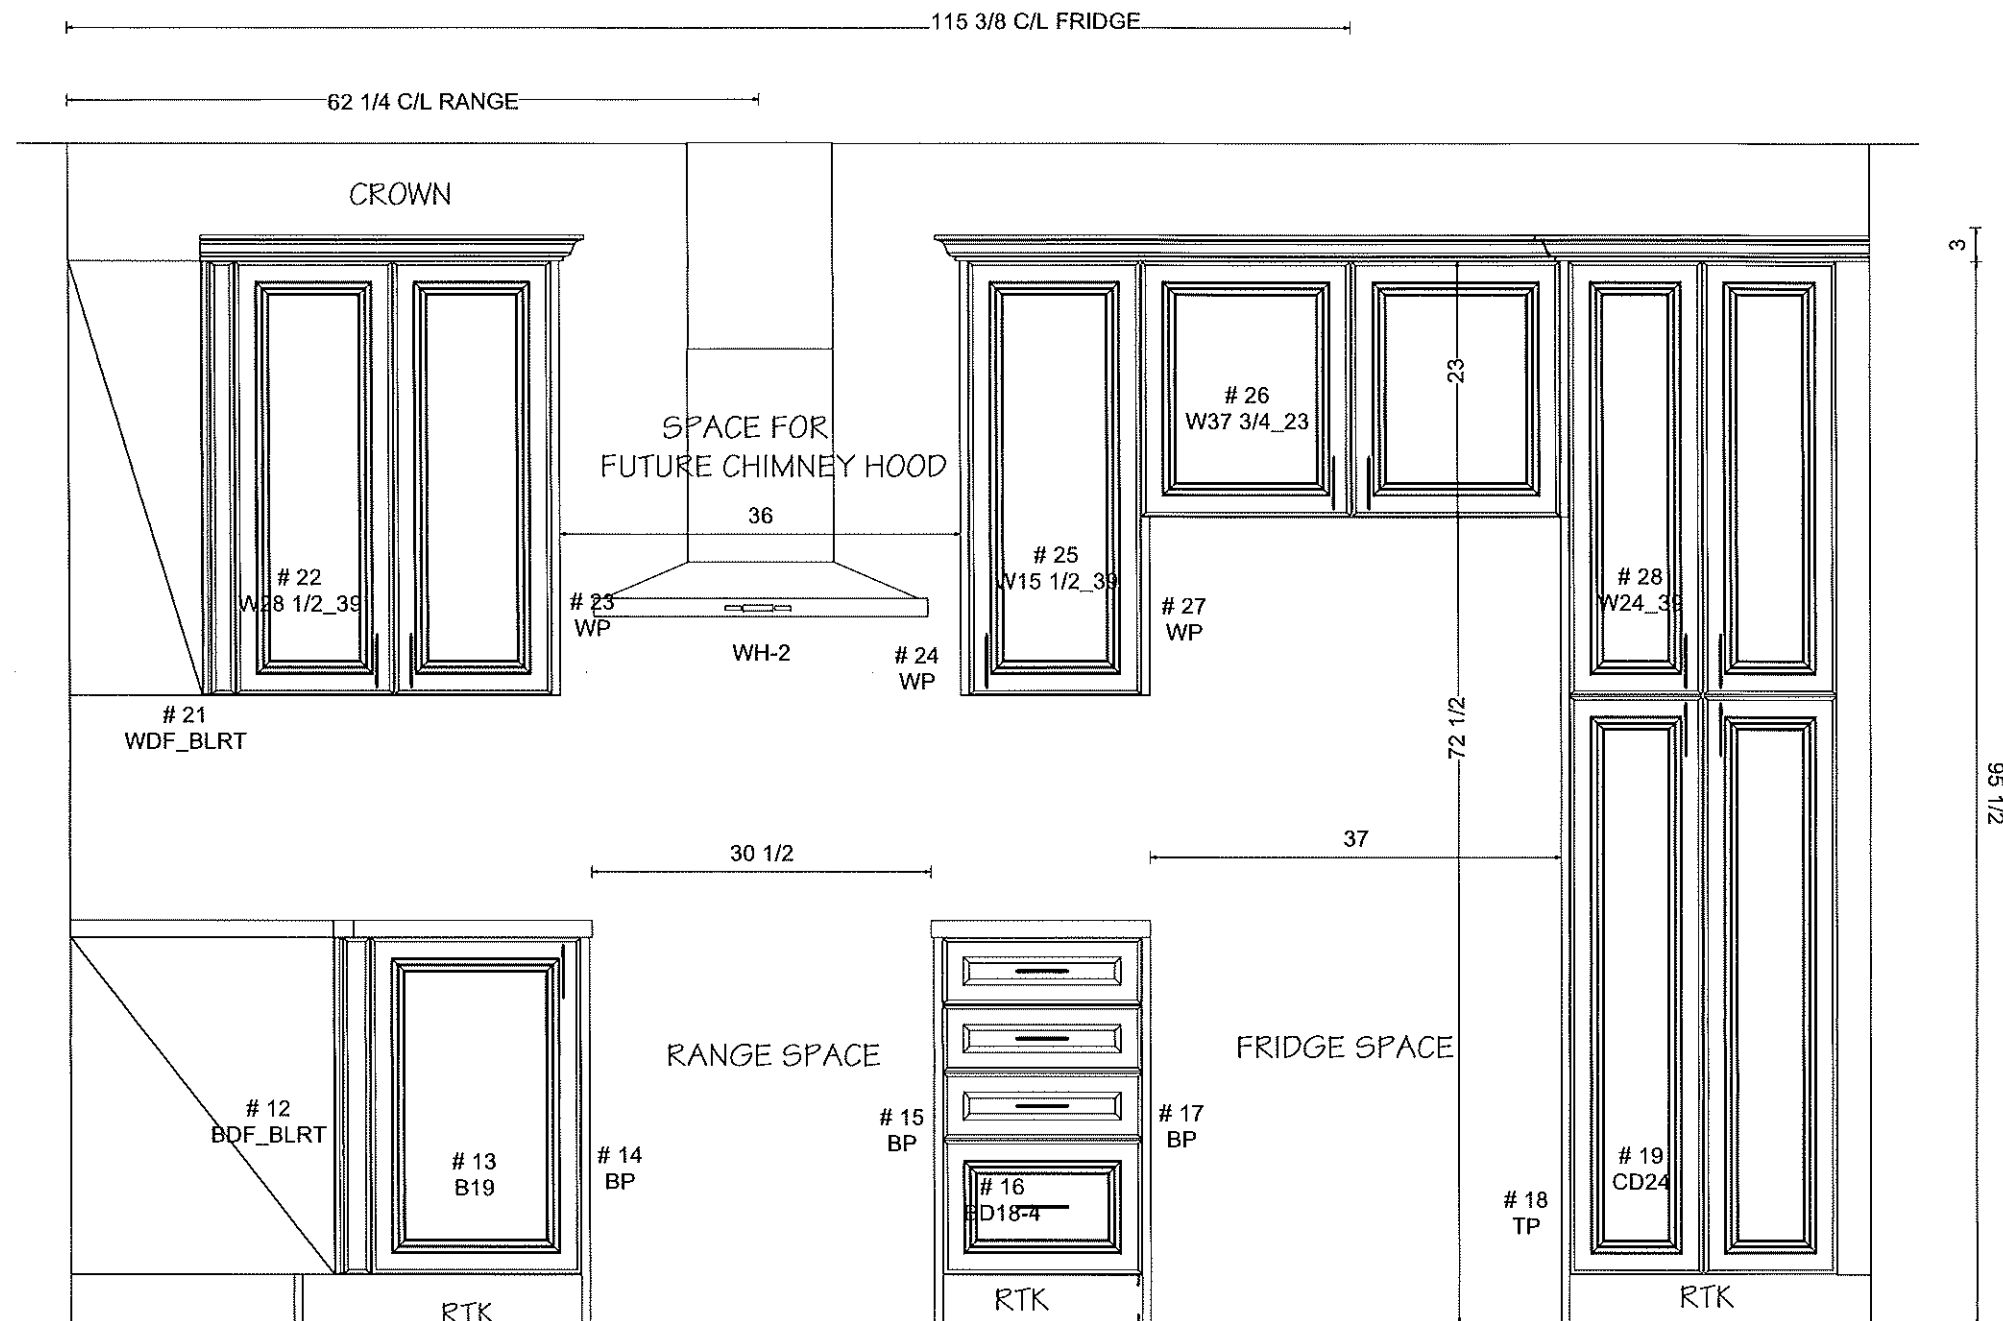 115 3/8 C/L FRIDGE
62 1/4 C/L RANGE
CROWN
3
23
# 26
W37 3/4_23
SPACE FOR
FUTURE CHIMNEY HOOD
36
# 22
W28 1/2_39
# 23
WP
# 25
W15 1/2_39
# 27
WP
# 28
W24_39
WH-2
# 24
WP
# 21
WDF_BLRT
72 1/2
95 1/2
30 1/2
37
RANGE SPACE
FRIDGE SPACE
# 12
BDF_BLRT
# 13
B19
# 14
BP
# 15
BP
# 16
BD18-4
# 17
BP
# 18
TP
# 19
CD24
RTK
RTK
RTK